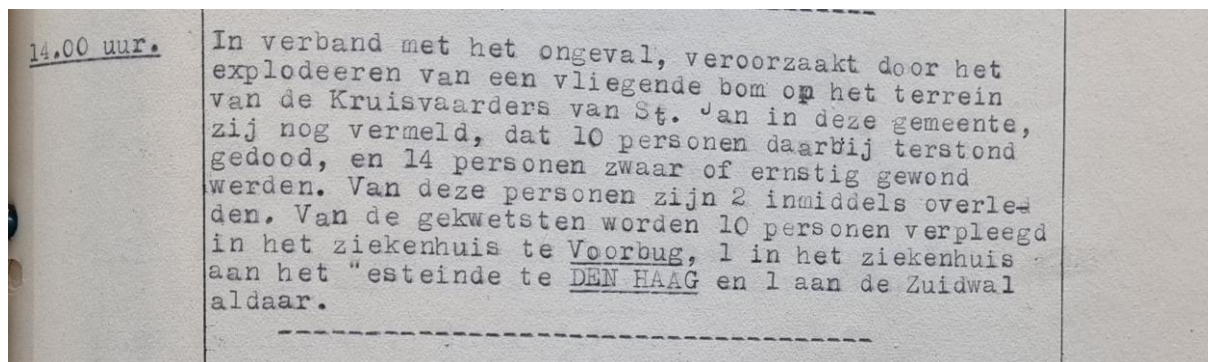 14.00 uur.
In verband met het ongeval, veroorzaakt door het
explodeeren van een vliegende bom op het terrein
van de Kruisvaarders van St. Jan in deze gemeente,
zij nog vermeld, dat 10 personen daarbij terstond
gedood, en 14 personen zwaar of ernstig gewond
werden. Van deze personen zijn 2 inmiddels overle-
den. Van de gekwetsten worden 10 personen verpleegd
in het ziekenhuis te Voorbug, 1 in het ziekenhuis
aan het "esteinde te DEN HAAG en 1 aan de Zuidwal
aldaar.